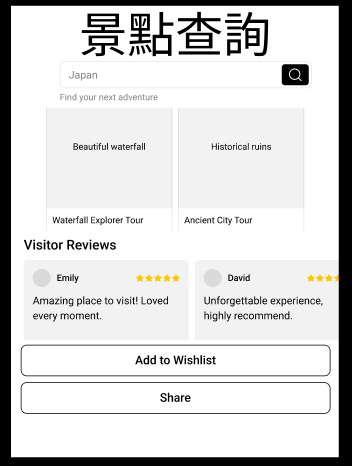 景點查詢
Japan
Find your next adventure
Beautiful waterfall
Historical ruins
Waterfall Explorer Tour
Ancient City Tour
Visitor Reviews
Emily
David
Amazing place to visit! Loved
every moment.
Unforgettable experience,
highly recommend.
Add to Wishlist
Share